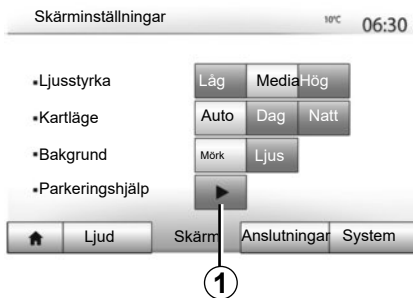 Skärminställningar 10°C 06:30
▪Ljusstyrka Låg Media Hög
▪Kartläge Auto Dag Natt
▪Bakgrund Mörk Ljus
▪Parkeringshjälp
Ljud Skärm Anslutningar System
1